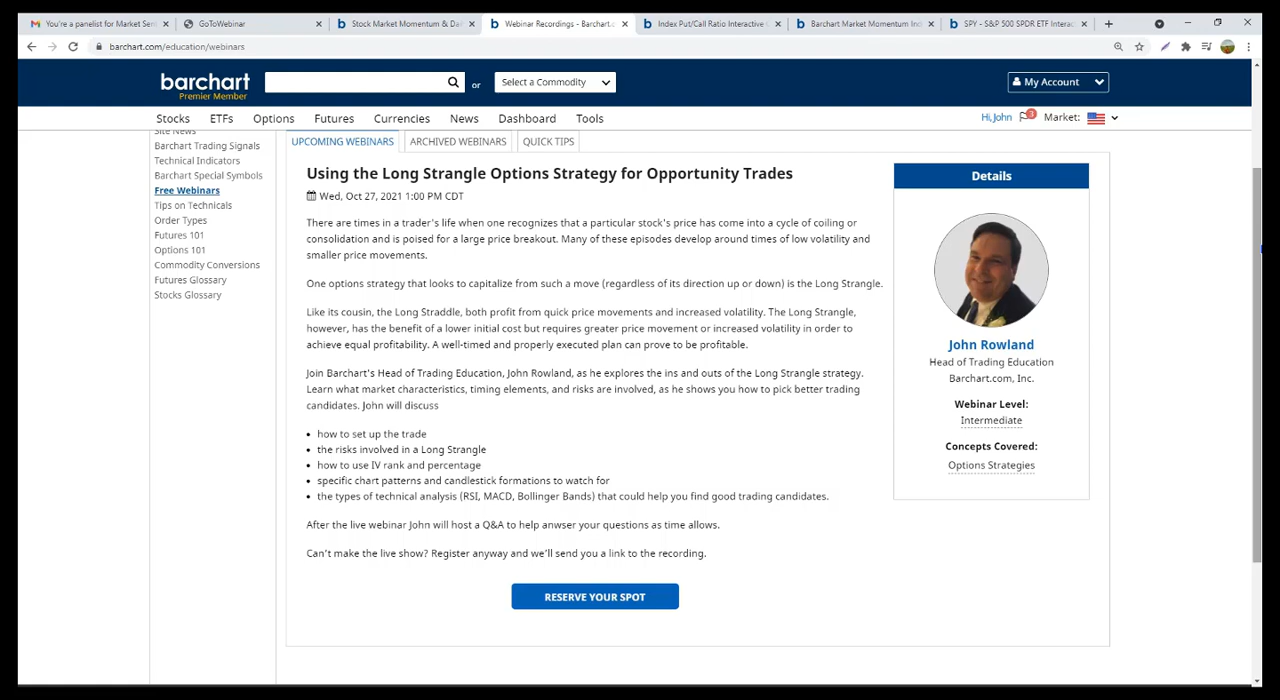 You're a panelist for Market Sen
GoToWebinar
Stock Market Momentum & Dai
Webinar Recordings - Barchart.c
Index Put/Call Ratio Interactive C
Barchart Market Momentum Ind
SPY - S&P 500 SPDR ETF Interac
barchart.com/education/webinars
barchart
Premier Member
or
Select a Commodity
My Account
Stocks ETFs Options Futures Currencies News Dashboard Tools
Hi, John 3 Market:
Site News
Barchart Trading Signals
Technical Indicators
Barchart Special Symbols
Free Webinars
Tips on Technicals
Order Types
Futures 101
Options 101
Commodity Conversions
Futures Glossary
Stocks Glossary
UPCOMING WEBINARS ARCHIVED WEBINARS QUICK TIPS
Using the Long Strangle Options Strategy for Opportunity Trades
Wed, Oct 27, 2021 1:00 PM CDT
There are times in a trader's life when one recognizes that a particular stock's price has come into a cycle of coiling or
consolidation and is poised for a large price breakout. Many of these episodes develop around times of low volatility and
smaller price movements.
One options strategy that looks to capitalize from such a move (regardless of its direction up or down) is the Long Strangle.
Like its cousin, the Long Straddle, both profit from quick price movements and increased volatility. The Long Strangle,
however, has the benefit of a lower initial cost but requires greater price movement or increased volatility in order to
achieve equal profitability. A well-timed and properly executed plan can prove to be profitable.
Join Barchart's Head of Trading Education, John Rowland, as he explores the ins and outs of the Long Strangle strategy.
Learn what market characteristics, timing elements, and risks are involved, as he shows you how to pick better trading
candidates. John will discuss
• how to set up the trade
• the risks involved in a Long Strangle
• how to use IV rank and percentage
• specific chart patterns and candlestick formations to watch for
• the types of technical analysis (RSI, MACD, Bollinger Bands) that could help you find good trading candidates.
After the live webinar John will host a Q&A to help anwser your questions as time allows.
Can't make the live show? Register anyway and we'll send you a link to the recording.
RESERVE YOUR SPOT
Details
John Rowland
Head of Trading Education
Barchart.com, Inc.
Webinar Level:
Intermediate
Concepts Covered:
Options Strategies